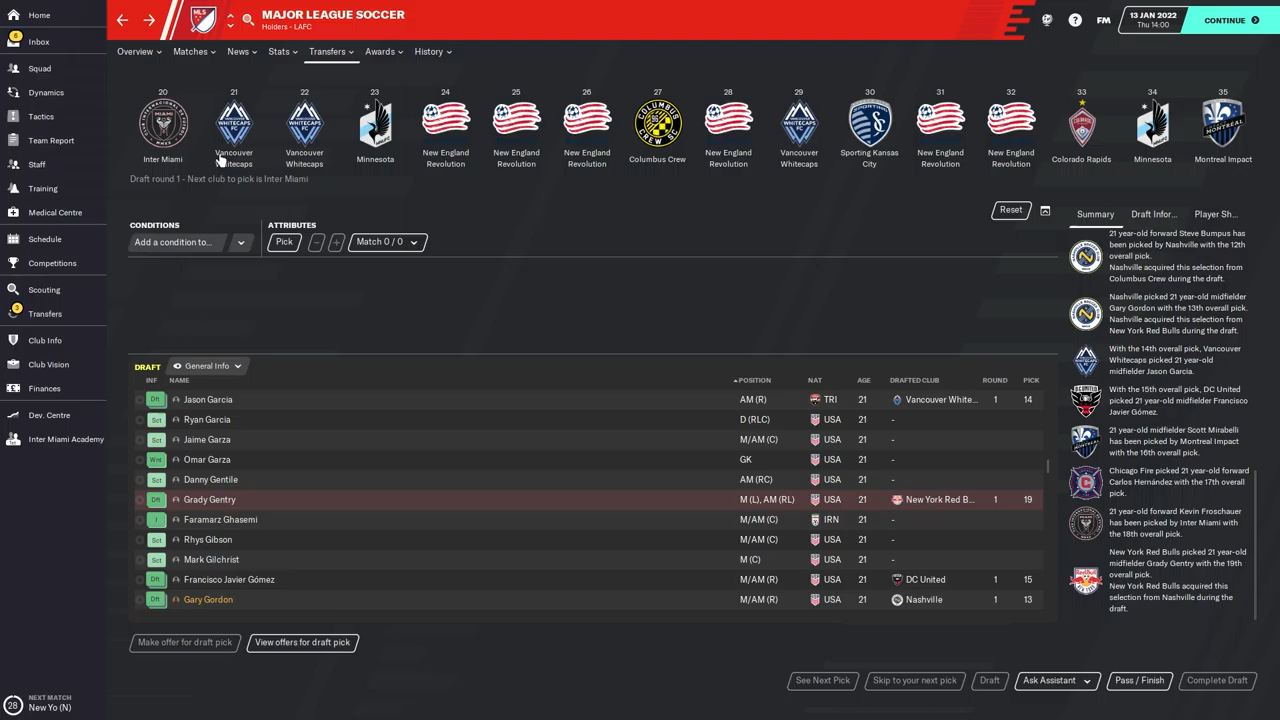 Home
6
Inbox
Squad
Dynamics
Tactics
Team Report
Staff
Training
Medical Centre
Schedule
Competitions
Scouting
3
Transfers
Club Info
Club Vision
Finances
Dev. Centre
Inter Miami Academy
28
NEXT MATCH
New Yo (N)
MLS
MAJOR LEAGUE SOCCER
Holders - LAFC
?
FM
13 JAN 2022
Thu 14:00
CONTINUE
Overview
Matches
News
Stats
Transfers
Awards
History
20
Inter Miami
21
Vancouver Whitecaps
22
Vancouver Whitecaps
23
Minnesota
24
New England Revolution
25
New England Revolution
26
New England Revolution
27
Columbus Crew
28
New England Revolution
29
Vancouver Whitecaps
30
Sporting Kansas City
31
New England Revolution
32
New England Revolution
33
Colorado Rapids
34
Minnesota
35
Montreal Impact
Draft round 1 - Next club to pick is Inter Miami
CONDITIONS
Add a condition to...
ATTRIBUTES
Pick
Match 0 / 0
Reset
DRAFT
General Info
INF NAME POSITION NAT AGE DRAFTED CLUB ROUND PICK
Dft Jason Garcia AM (R) TRI 21 Vancouver White... 1 14
Sct Ryan Garcia D (RLC) USA 21 -
Sct Jaime Garza M/AM (C) USA 21 -
Wnt Omar Garza GK USA 21 -
Sct Danny Gentile AM (RC) USA 21 -
Dft Grady Gentry M (L), AM (RL) USA 21 New York Red B... 1 19
I Faramarz Ghasemi M/AM (C) IRN 21 -
Sct Rhys Gibson M/AM (C) USA 21 -
Sct Mark Gilchrist M (C) USA 21 -
Dft Francisco Javier Gómez M/AM (R) USA 21 DC United 1 15
Dft Gary Gordon M/AM (R) USA 21 Nashville 1 13
Make offer for draft pick
View offers for draft pick
Summary
Draft Infor...
Player Sh...
21 year-old forward Steve Bumpus has
been picked by Nashville with the 12th
overall pick.
Nashville acquired this selection from
Columbus Crew during the draft.
Nashville picked 21 year-old midfielder
Gary Gordon with the 13th overall pick.
Nashville acquired this selection from
New York Red Bulls during the draft.
With the 14th overall pick, Vancouver
Whitecaps picked 21 year-old
midfielder Jason Garcia.
With the 15th overall pick, DC United
picked 21 year-old midfielder Francisco
Javier Gómez.
21 year-old midfielder Scott Mirabelli
has been picked by Montreal Impact
with the 16th overall pick.
Chicago Fire picked 21 year-old forward
Carlos Hernández with the 17th overall
pick.
21 year-old forward Kevin Froschauer
has been picked by Inter Miami with the
18th overall pick.
New York Red Bulls picked 21 year-old
midfielder Grady Gentry with the 19th
overall pick.
New York Red Bulls acquired this
selection from Nashville during the
draft.
See Next Pick
Skip to your next pick
Draft
Ask Assistant
Pass / Finish
Complete Draft